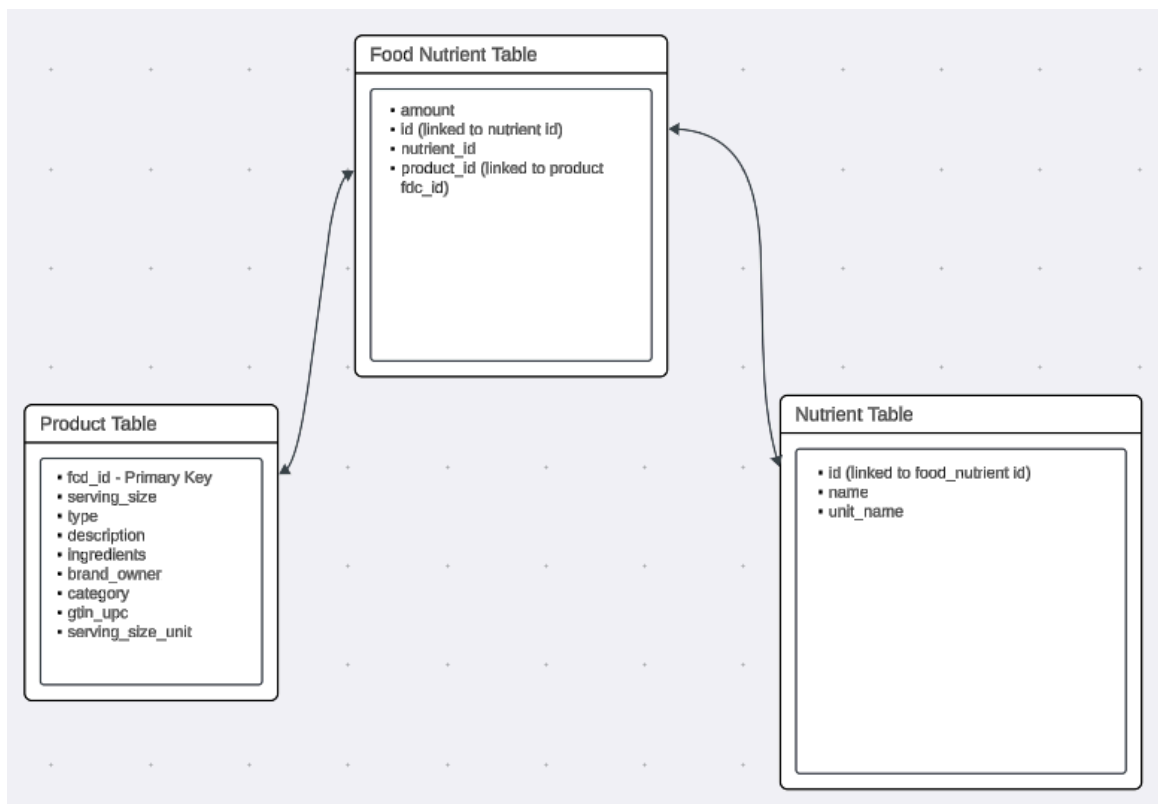 Food Nutrient Table
▪ amount
▪ id (linked to nutrient id)
▪ nutrient_id
▪ product_id (linked to product
fdc_id)
Product Table
▪ fcd_id - Primary Key
▪ serving_size
▪ type
▪ description
▪ ingredients
▪ brand_owner
▪ category
▪ gtin_upc
▪ serving_size_unit
Nutrient Table
▪ id (linked to food_nutrient id)
▪ name
▪ unit_name